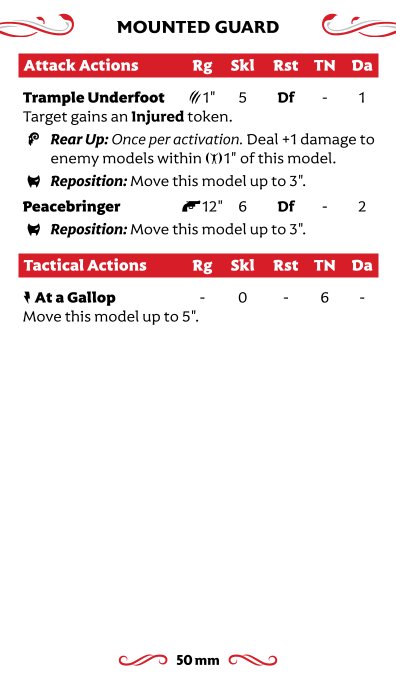 MOUNTED GUARD
Attack Actions Rg Skl Rst TN Da
Trample Underfoot 1" 5 Df - 1
Target gains an Injured token.
Rear Up: Once per activation. Deal +1 damage to
enemy models within 1" of this model.
Reposition: Move this model up to 3".
Peacebringer 12" 6 Df - 2
Reposition: Move this model up to 3".
Tactical Actions Rg Skl Rst TN Da
At a Gallop - 0 - 6 -
Move this model up to 5".
50 mm